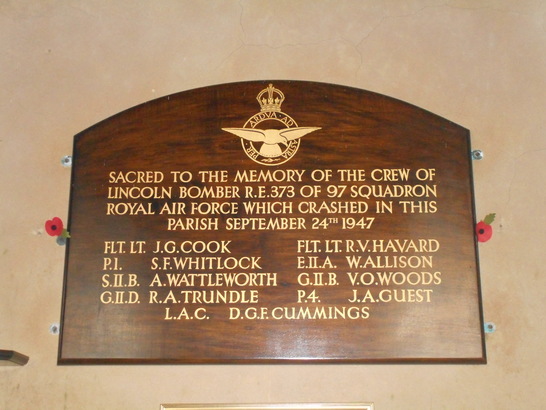 PER ARDVA AD ASTRA
SACRED TO THE MEMORY OF THE CREW OF
LINCOLN BOMBER R.E.373 OF 97 SQUADRON
ROYAL AIR FORCE WHICH CRASHED IN THIS
PARISH SEPTEMBER 24TH 1947
FLT. LT. J.G.COOK FLT. LT. R.V.HAVARD
P.1. S.F.WHITLOCK E.II.A. W.ALLISON
S.II.B. A.WATTLEWORTH G.II.B. V.O.WOODS
G.II.D. R.A.TRUNDLE P.4. J.A.GUEST
L.A.C. D.G.F.CUMMINGS